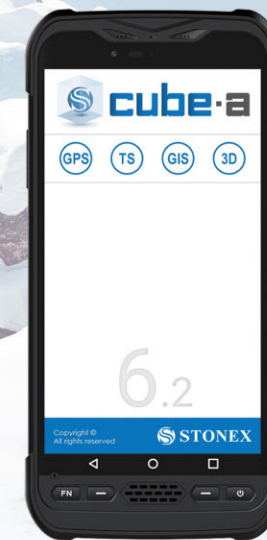 cube-a
GPS TS GIS 3D
6.2
Copyright ©
All rights reserved
STONEX
FN